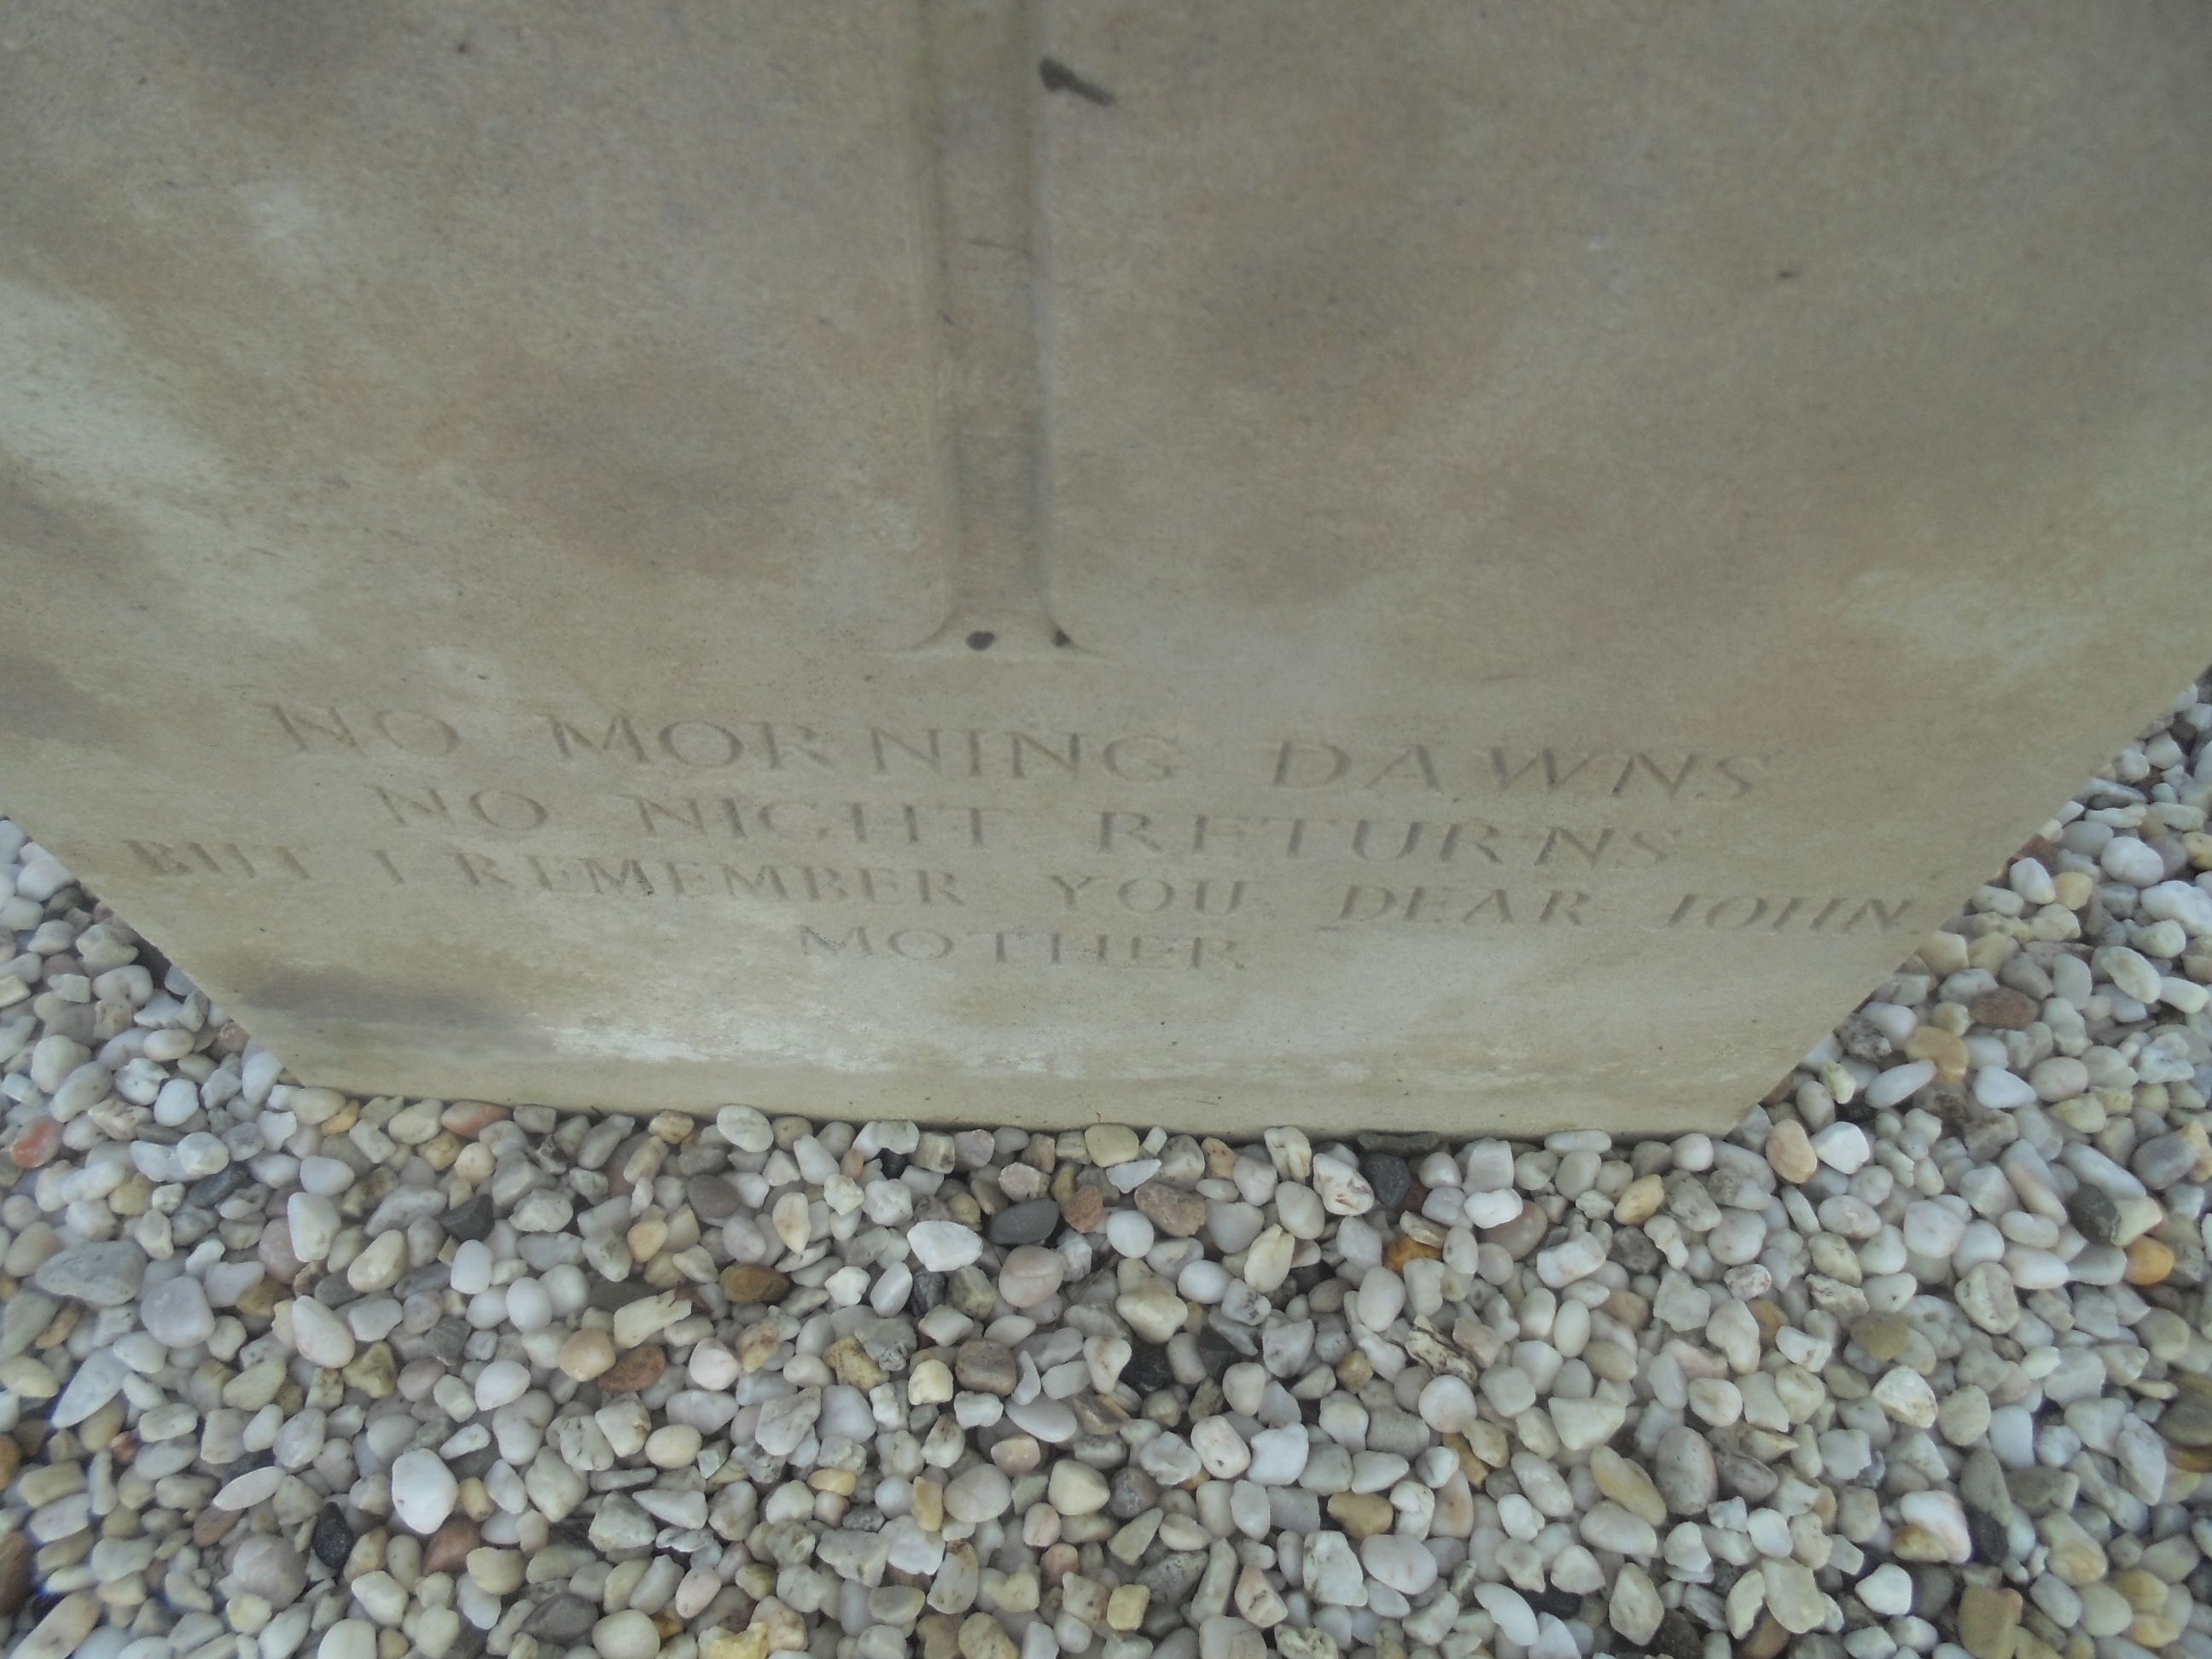 NO MORNING DAWNS
NO NIGHT RETURNS
BUT I REMEMBER YOU DEAR JOHN.
MOTHER